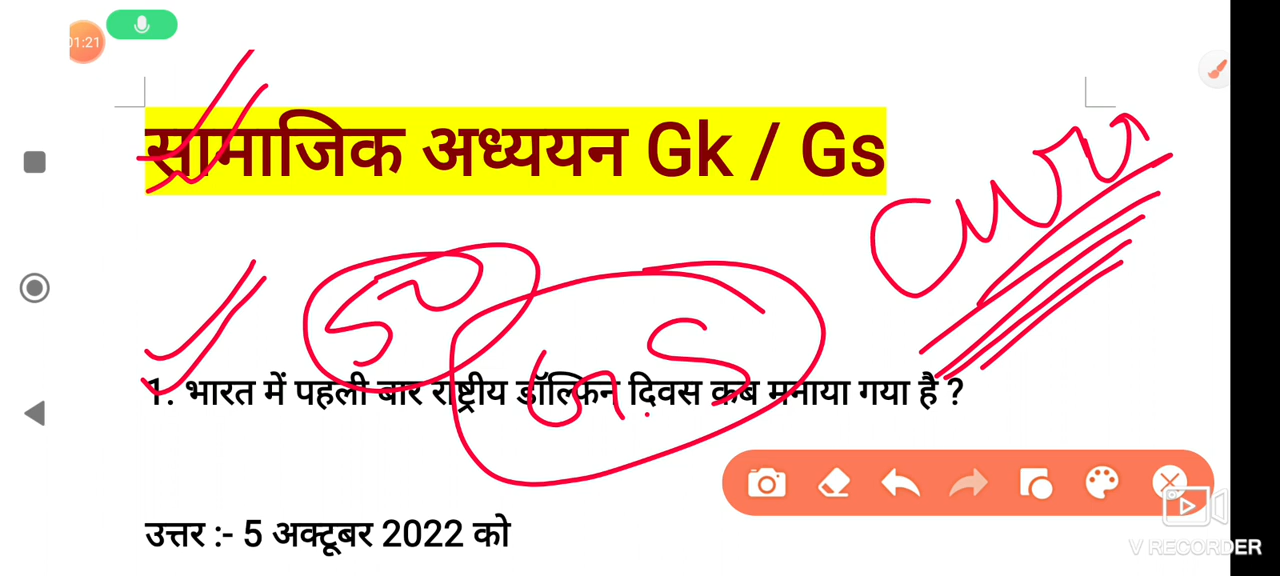 01:21
सामाजिक अध्ययन Gk / Gs
50
G.S
1. भारत में पहली बार राष्ट्रीय डॉल्फिन दिवस कब मनाया गया है ?
उत्तर :- 5 अक्टूबर 2022 को
V RECORDER